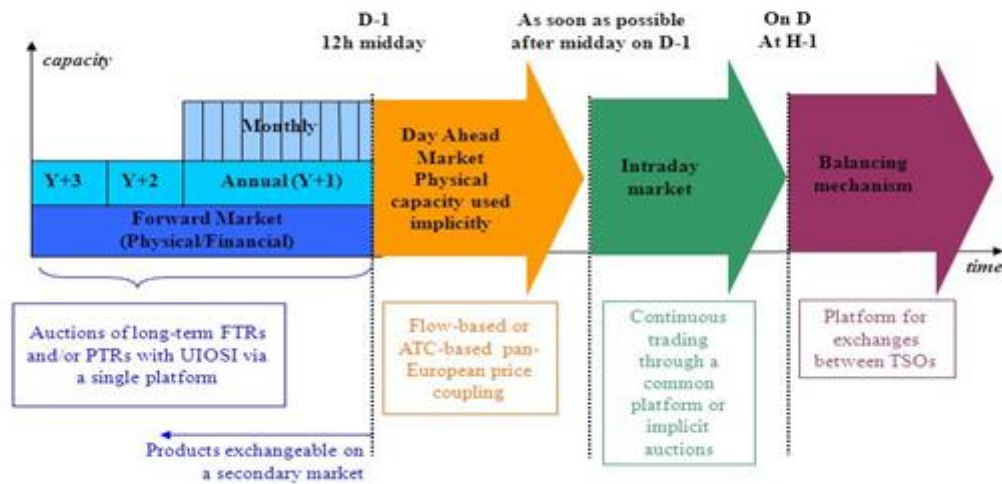 D-1
12h midday
As soon as possible
after midday on D-1
On D
At H-1
capacity
Monthly
Y+3
Y+2
Annual (Y+1)
Forward Market
(Physical/Financial)
Day Ahead
Market
Physical
capacity used
implicitly
Intraday
market
Balancing
mechanism
time
Auctions of long-term FTRs
and/or PTRs with UIOSI via
a single platform
Flow-based or
ATC-based pan-
European price
coupling
Continuous
trading
through a
common
platform or
implicit
auctions
Platform for
exchanges
between TSOs
Products exchangeable on
a secondary market